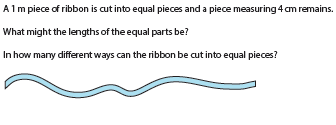 A 1 m piece of ribbon is cut into equal pieces and a piece measuring 4 cm remains.
What might the lengths of the equal parts be?
In how many different ways can the ribbon be cut into equal pieces?